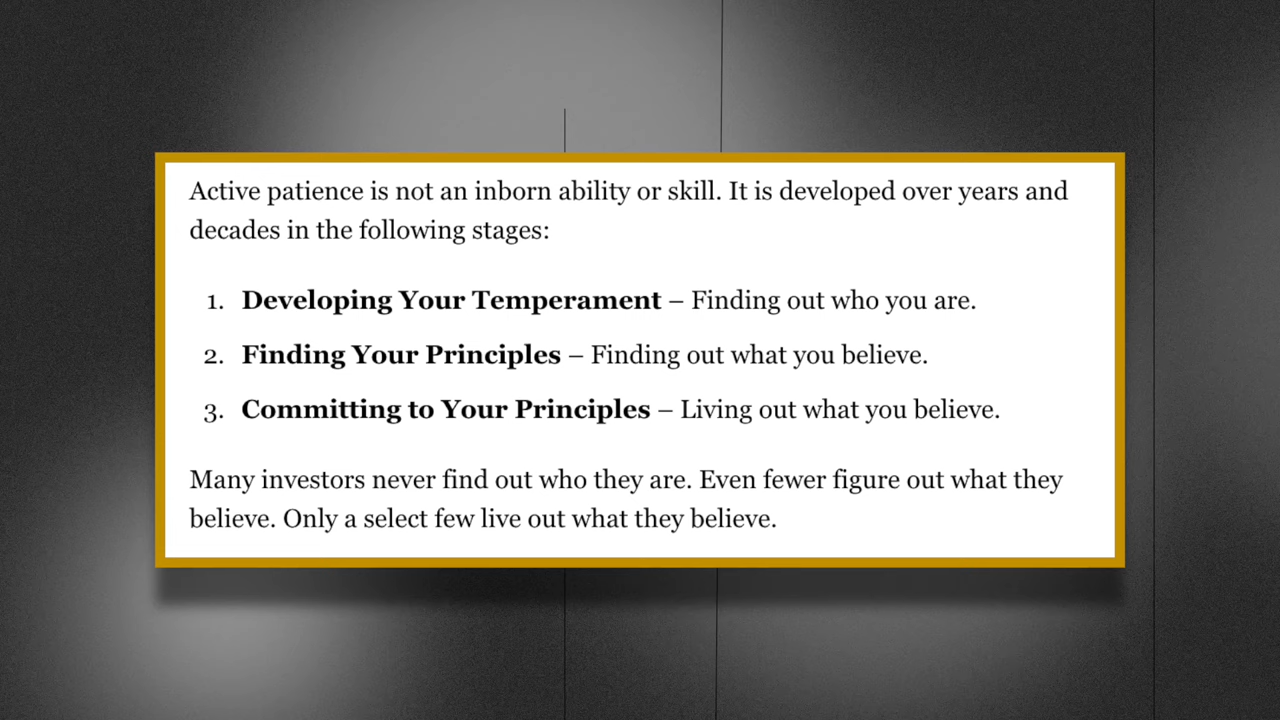 Active patience is not an inborn ability or skill. It is developed over years and
decades in the following stages:
1. Developing Your Temperament – Finding out who you are.
2. Finding Your Principles – Finding out what you believe.
3. Committing to Your Principles – Living out what you believe.
Many investors never find out who they are. Even fewer figure out what they
believe. Only a select few live out what they believe.